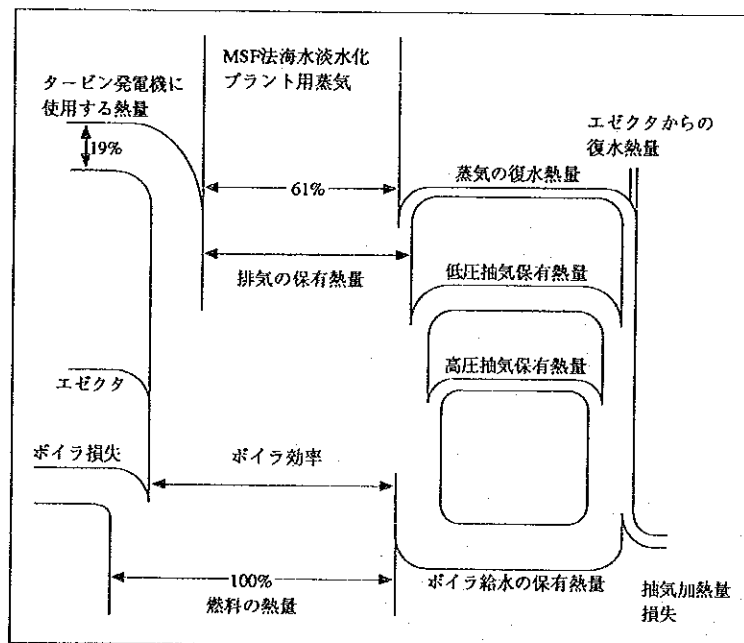 MSF法海水淡水化
プラント用蒸気
タービン発電機に
使用する熱量
19%
エゼクタからの
復水熱量
61%
蒸気の復水熱量
排気の保有熱量
低圧抽気保有熱量
高圧抽気保有熱量
エゼクタ
ボイラ損失
ボイラ効率
100%
燃料の熱量
ボイラ給水の保有熱量
抽気加熱量
損失